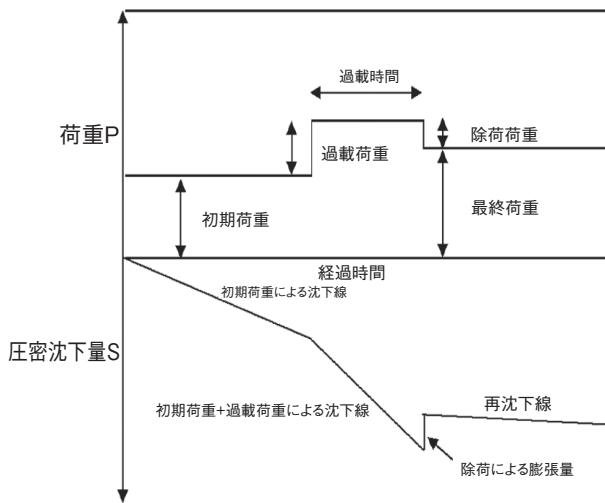 過載時間
荷重P
過載荷重
除荷荷重
初期荷重
最終荷重
経過時間
初期荷重による沈下線
圧密沈下量S
初期荷重+過載荷重による沈下線
再沈下線
除荷による膨張量